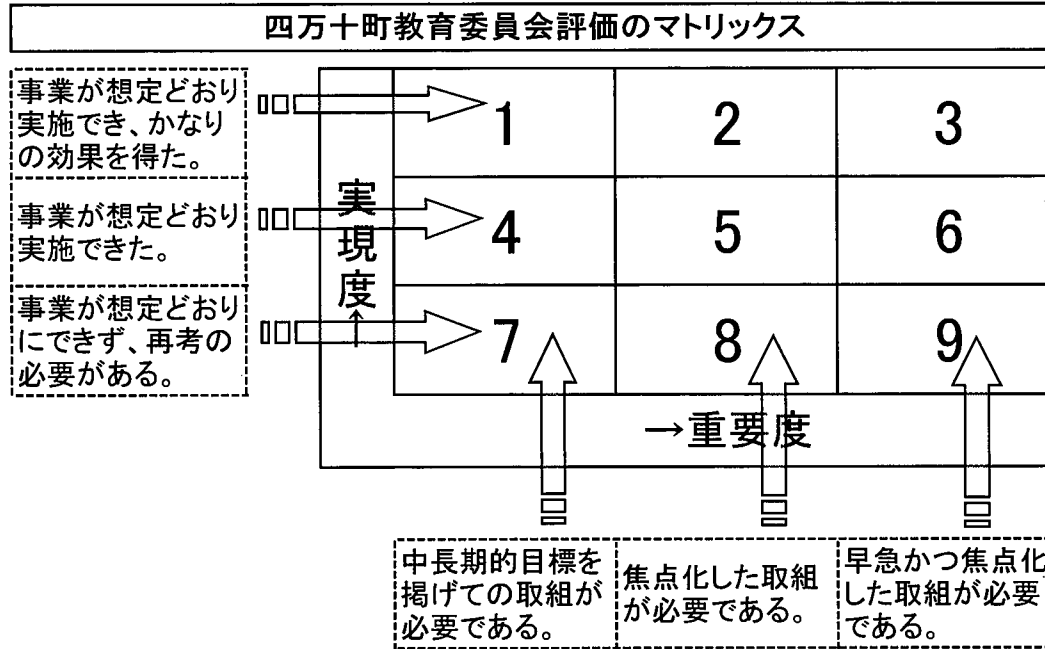 四万十町教育委員会評価のマトリックス
事業が想定どおり
実施でき、かなり
の効果を得た。
事業が想定どおり
実施できた。
事業が想定どおり
にできず、再考の
必要がある。
実現度→
1 2 3
4 5 6
7 8 9
→重要度
中長期的目標を
掲げての取組が
必要である。
焦点化した取組
が必要である。
早急かつ焦点化
した取組が必要
である。